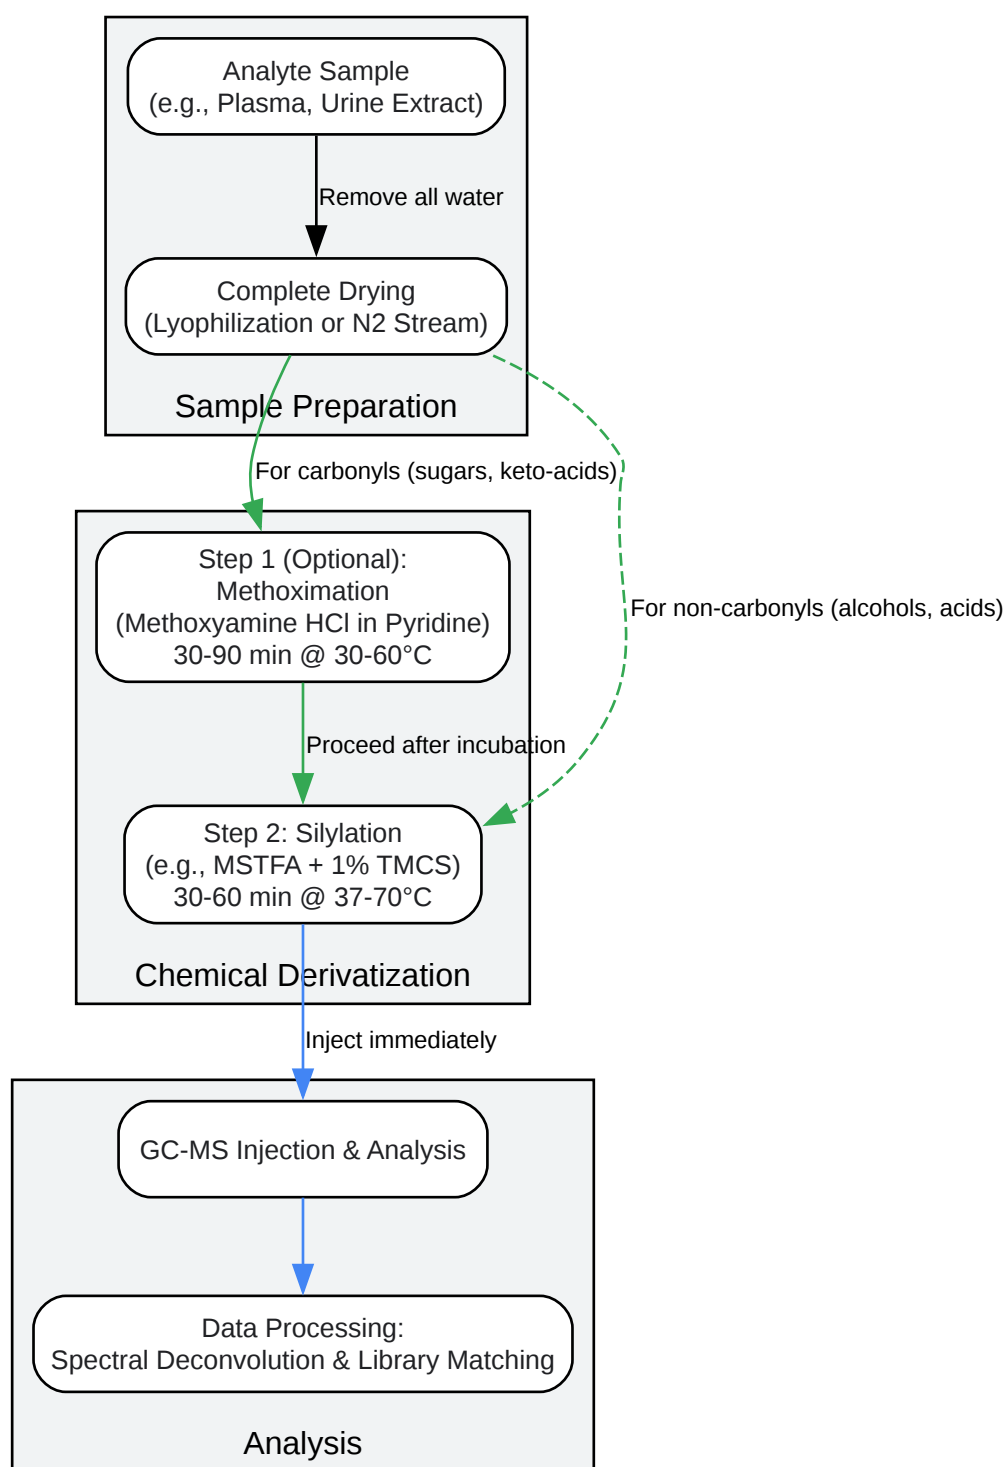 Analyte Sample
(e.g., Plasma, Urine Extract)
Remove all water
Complete Drying
(Lyophilization or N2 Stream)
Sample Preparation
For carbonyls (sugars, keto-acids)
Step 1 (Optional):
Methoximation
(Methoxyamine HCl in Pyridine)
30-90 min @ 30-60°C
For non-carbonyls (alcohols, acids)
Proceed after incubation
Step 2: Silylation
(e.g., MSTFA + 1% TMCS)
30-60 min @ 37-70°C
Chemical Derivatization
Inject immediately
GC-MS Injection & Analysis
Data Processing:
Spectral Deconvolution & Library Matching
Analysis